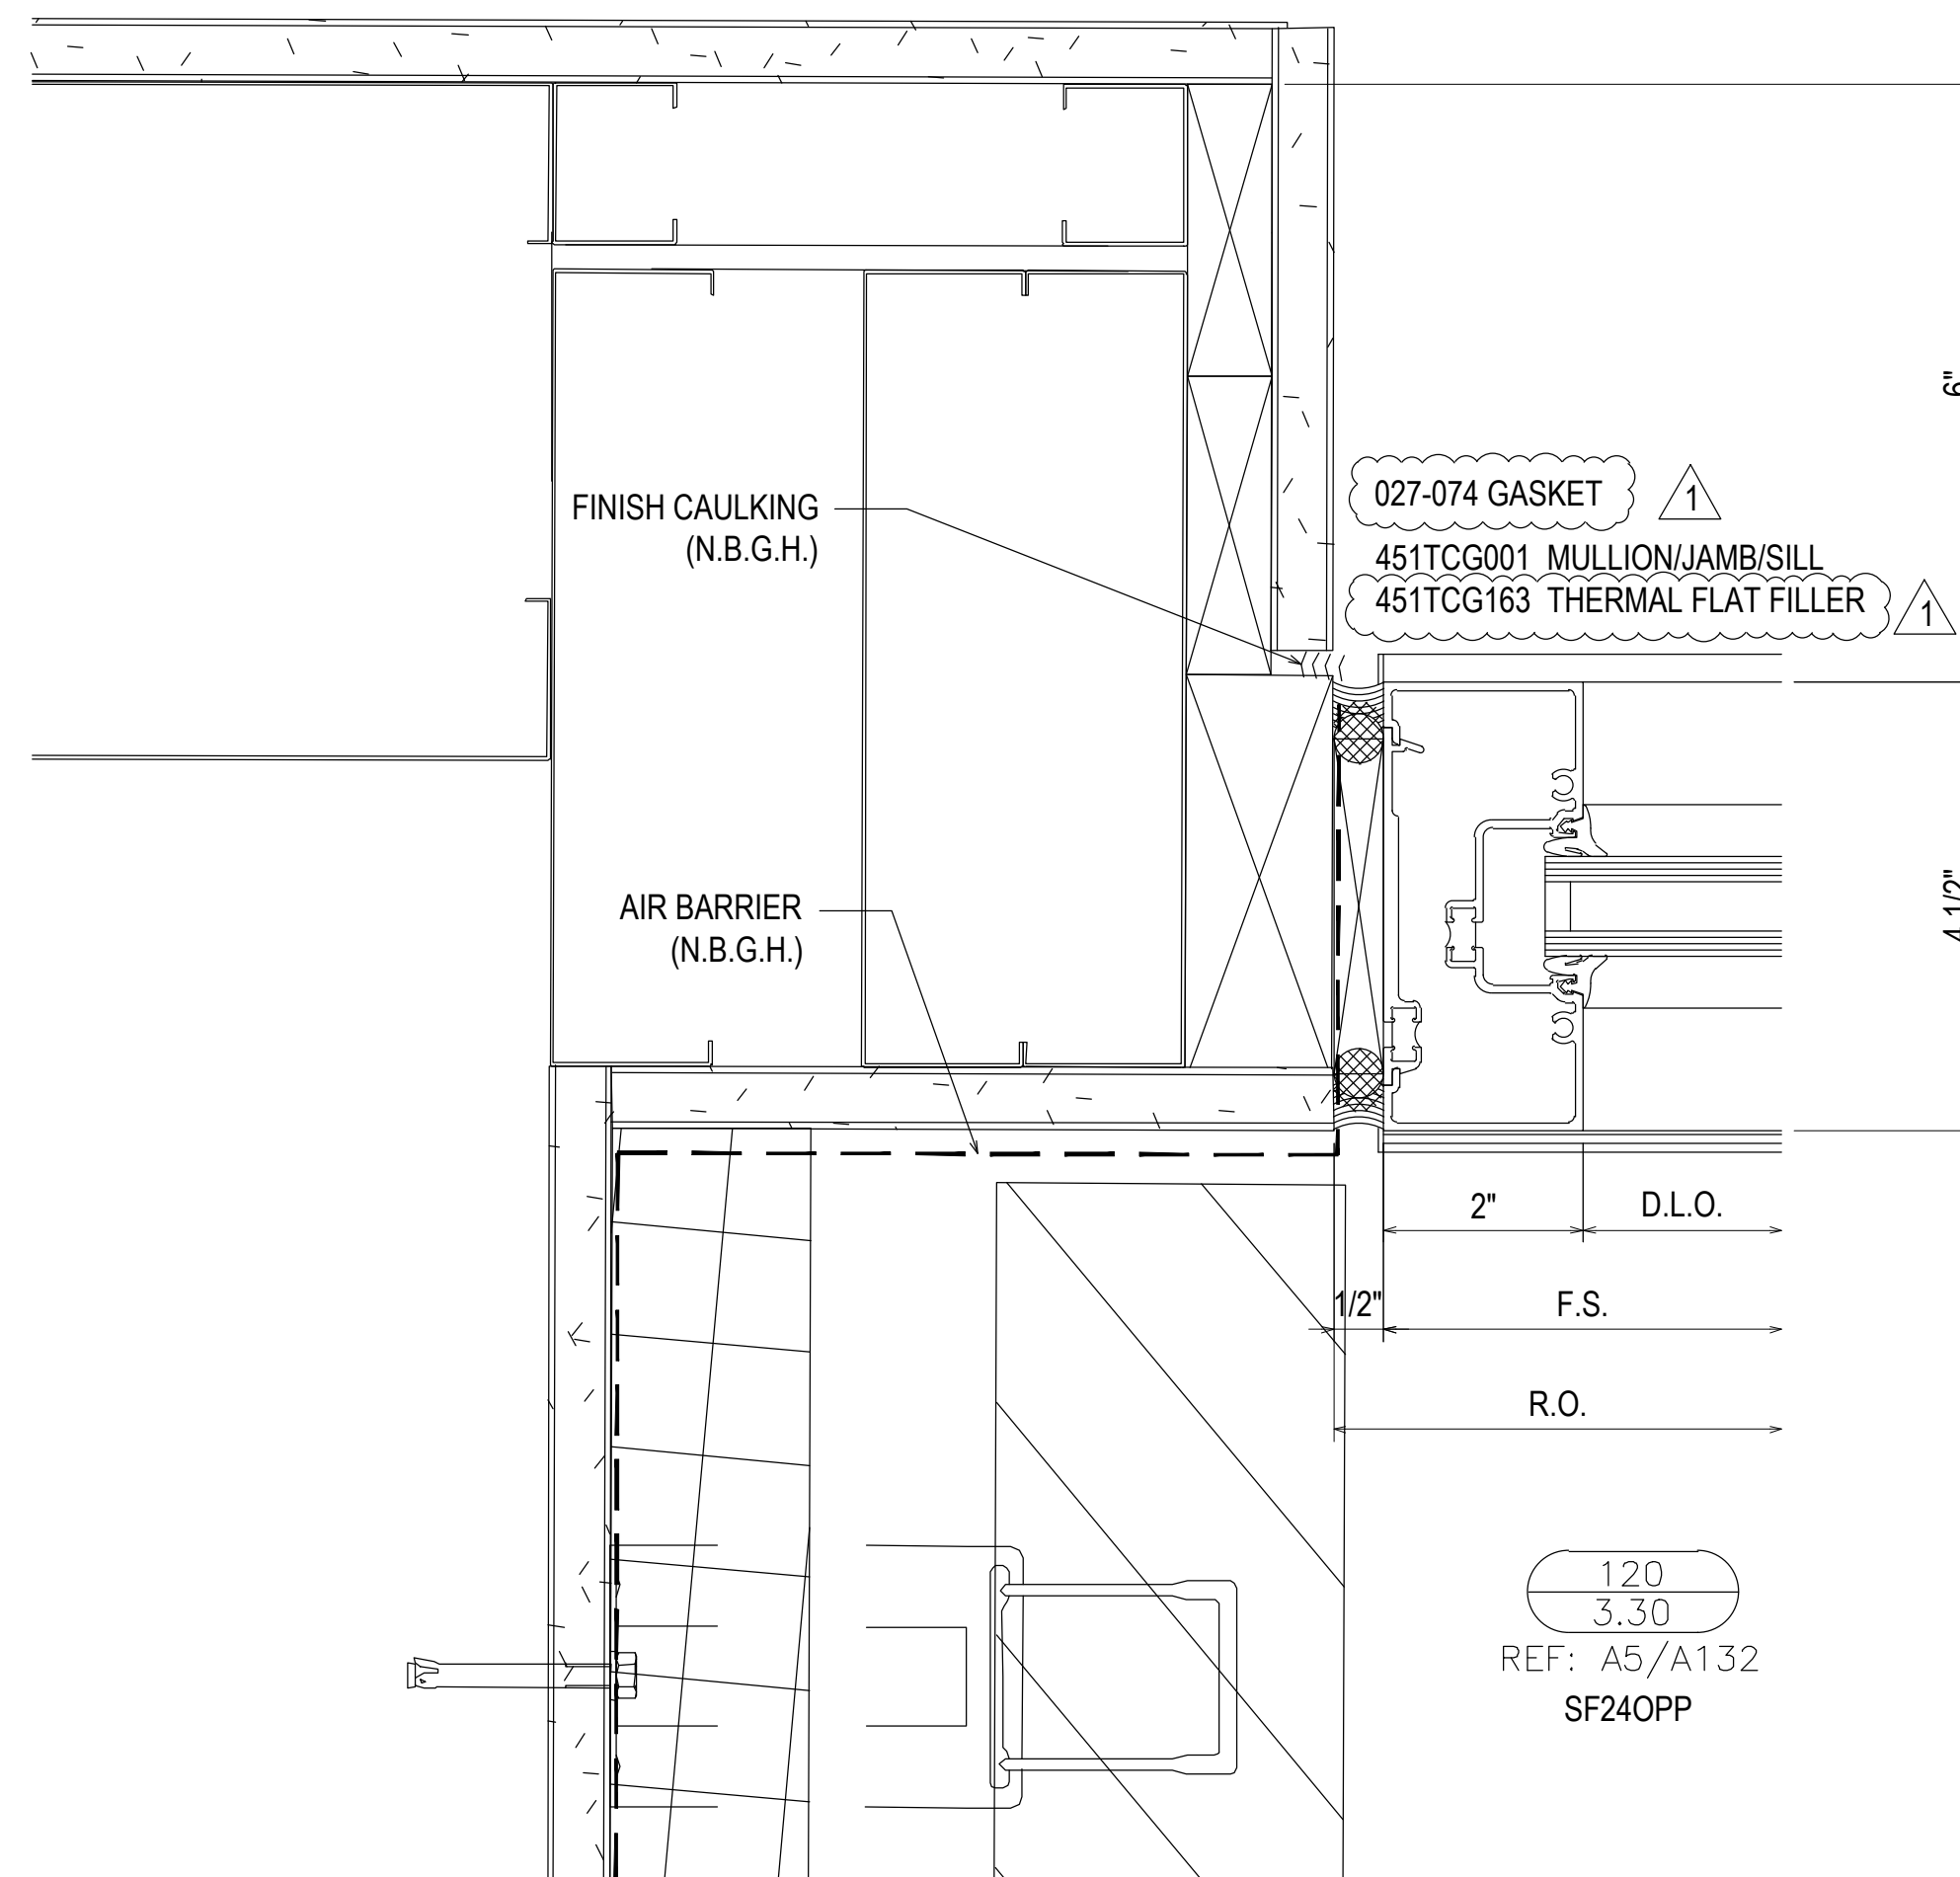 6"
FINISH CAULKING
(N.B.G.H.)
027-074 GASKET
1
451TCG001 MULLION/JAMB/SILL
451TCG163 THERMAL FLAT FILLER
1
AIR BARRIER
(N.B.G.H.)
4 1/2"
2"
D.L.O.
1/2"
F.S.
R.O.
120
3.30
REF: A5/A132
SF24OPP